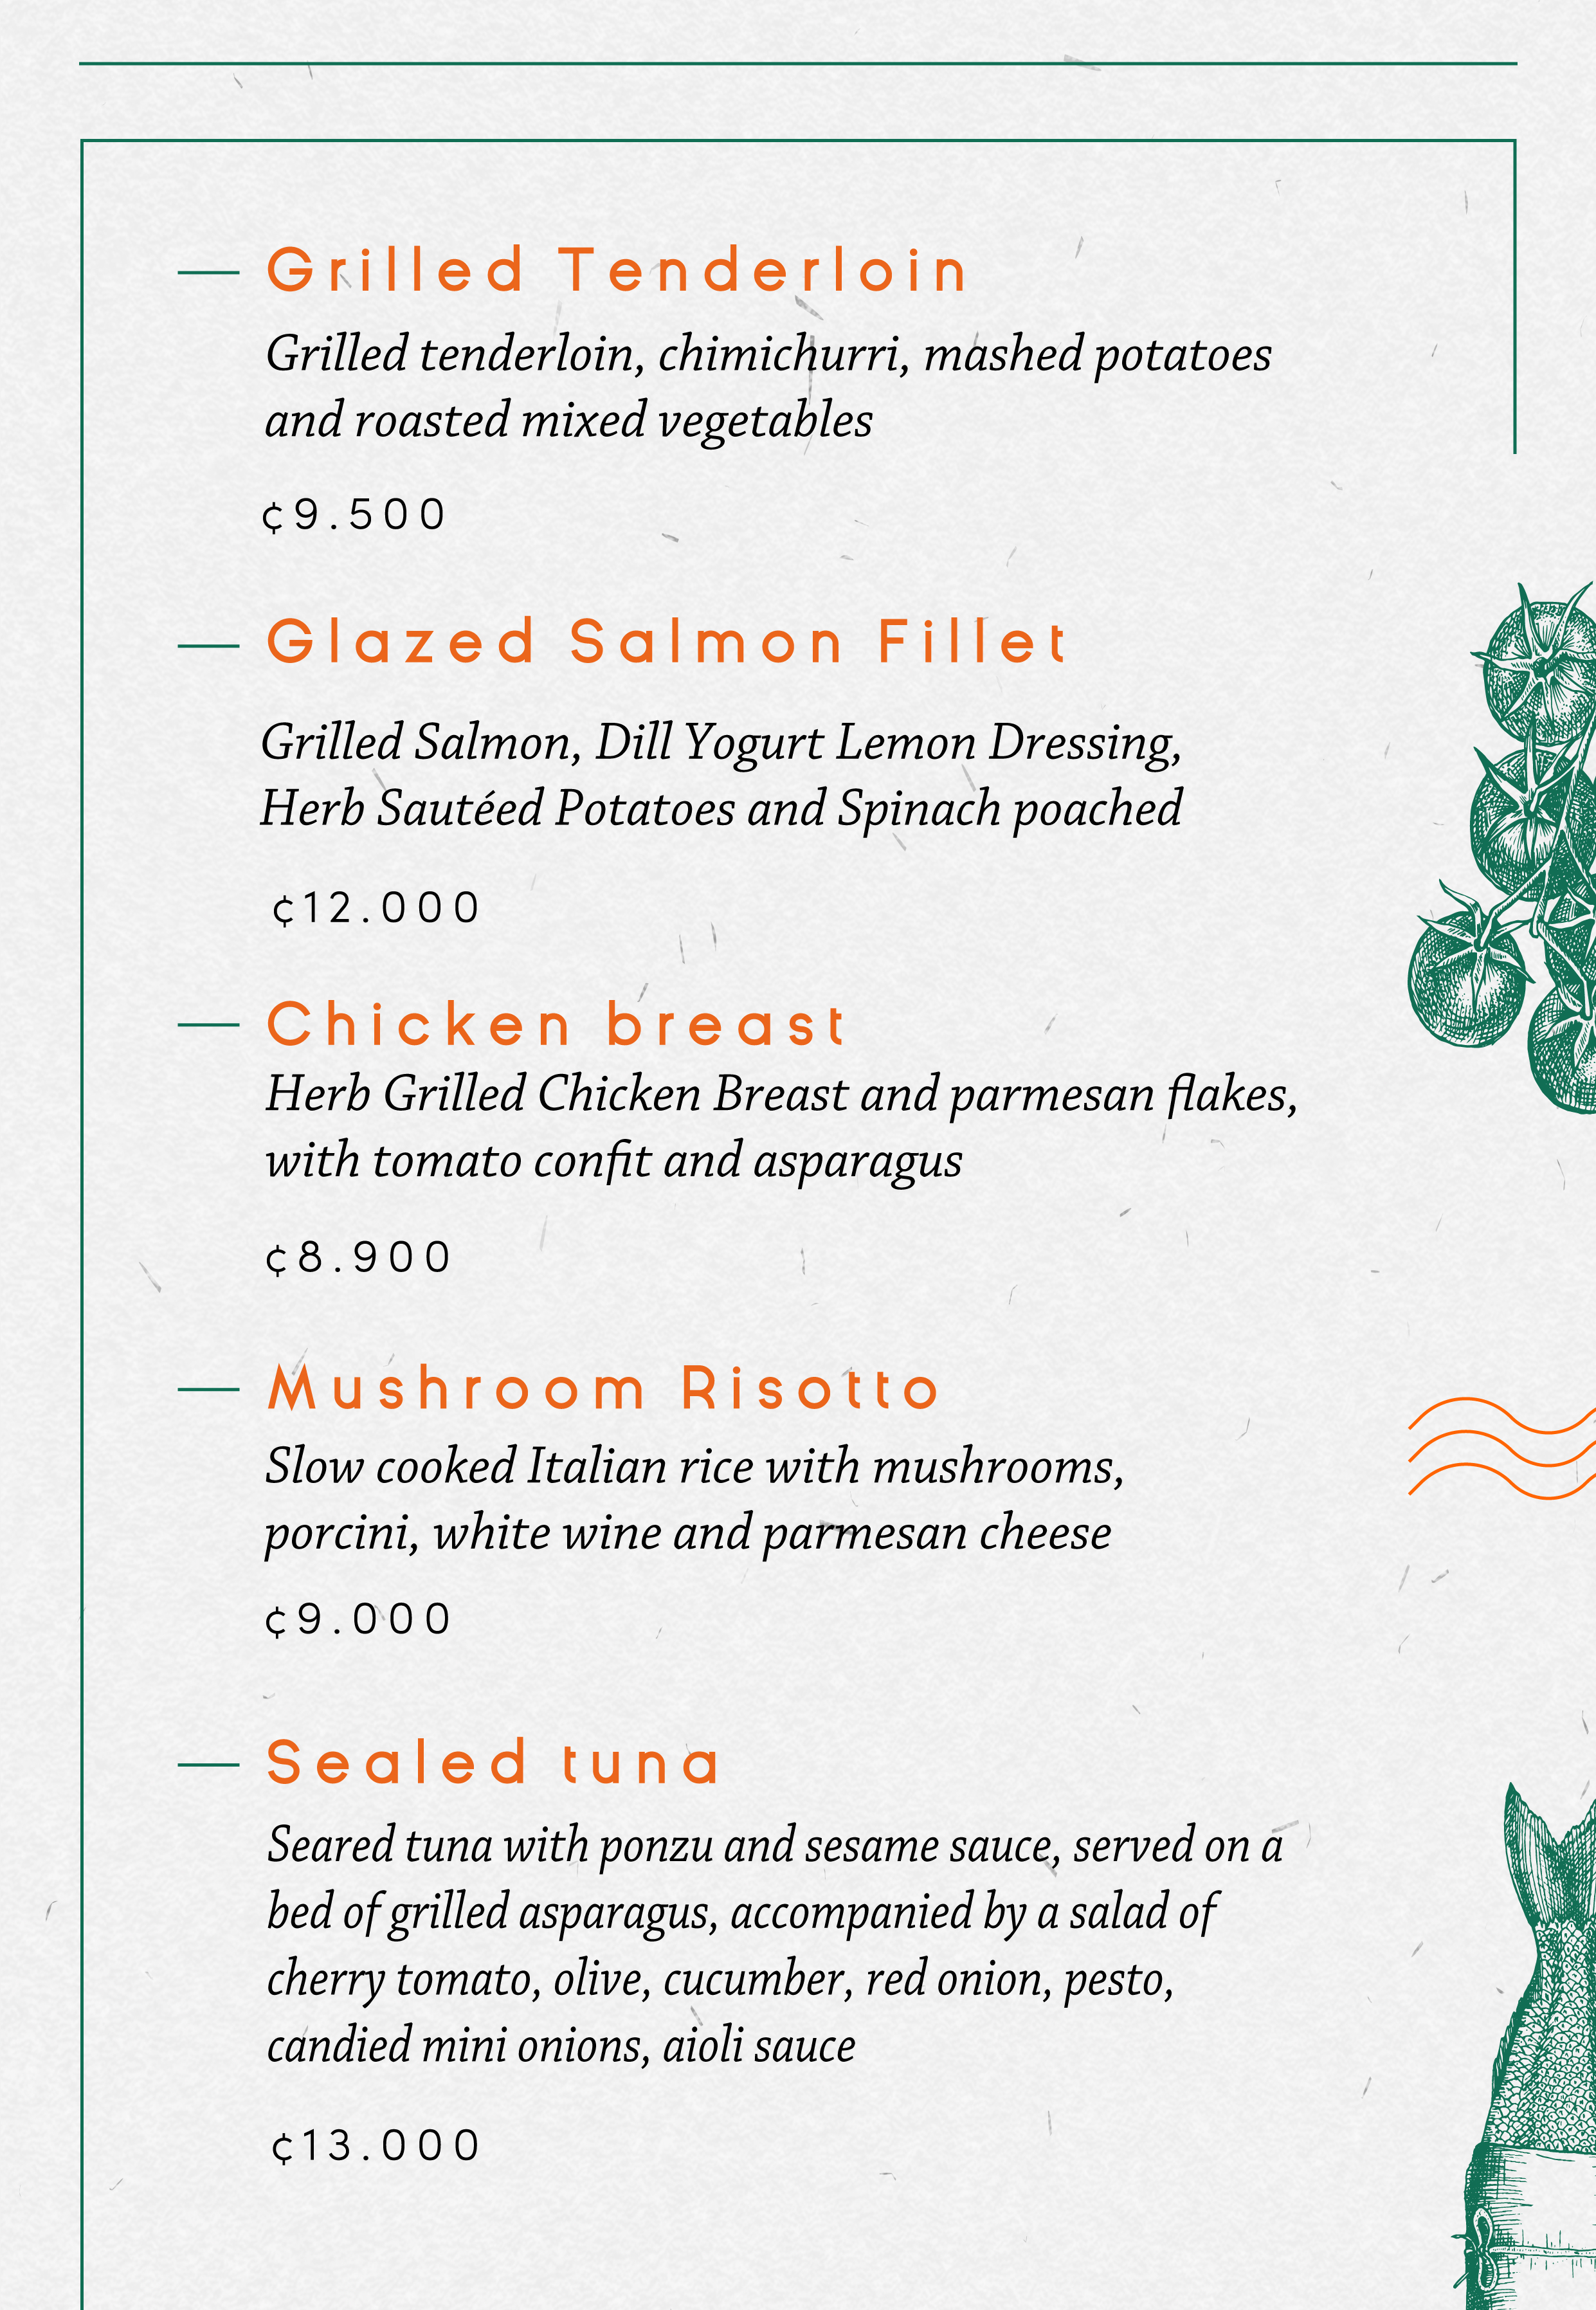 Grilled Tenderloin
Grilled tenderloin, chimichurri, mashed potatoes
and roasted mixed vegetables
¢9.500
Glazed Salmon Fillet
Grilled Salmon, Dill Yogurt Lemon Dressing,
Herb Sautéed Potatoes and Spinach poached
¢12.000
Chicken breast
Herb Grilled Chicken Breast and parmesan flakes,
with tomato confit and asparagus
¢8.900
Mushroom Risotto
Slow cooked Italian rice with mushrooms,
porcini, white wine and parmesan cheese
¢9.000
Sealed tuna
Seared tuna with ponzu and sesame sauce, served on a
bed of grilled asparagus, accompanied by a salad of
cherry tomato, olive, cucumber, red onion, pesto,
candied mini onions, aioli sauce
¢13.000